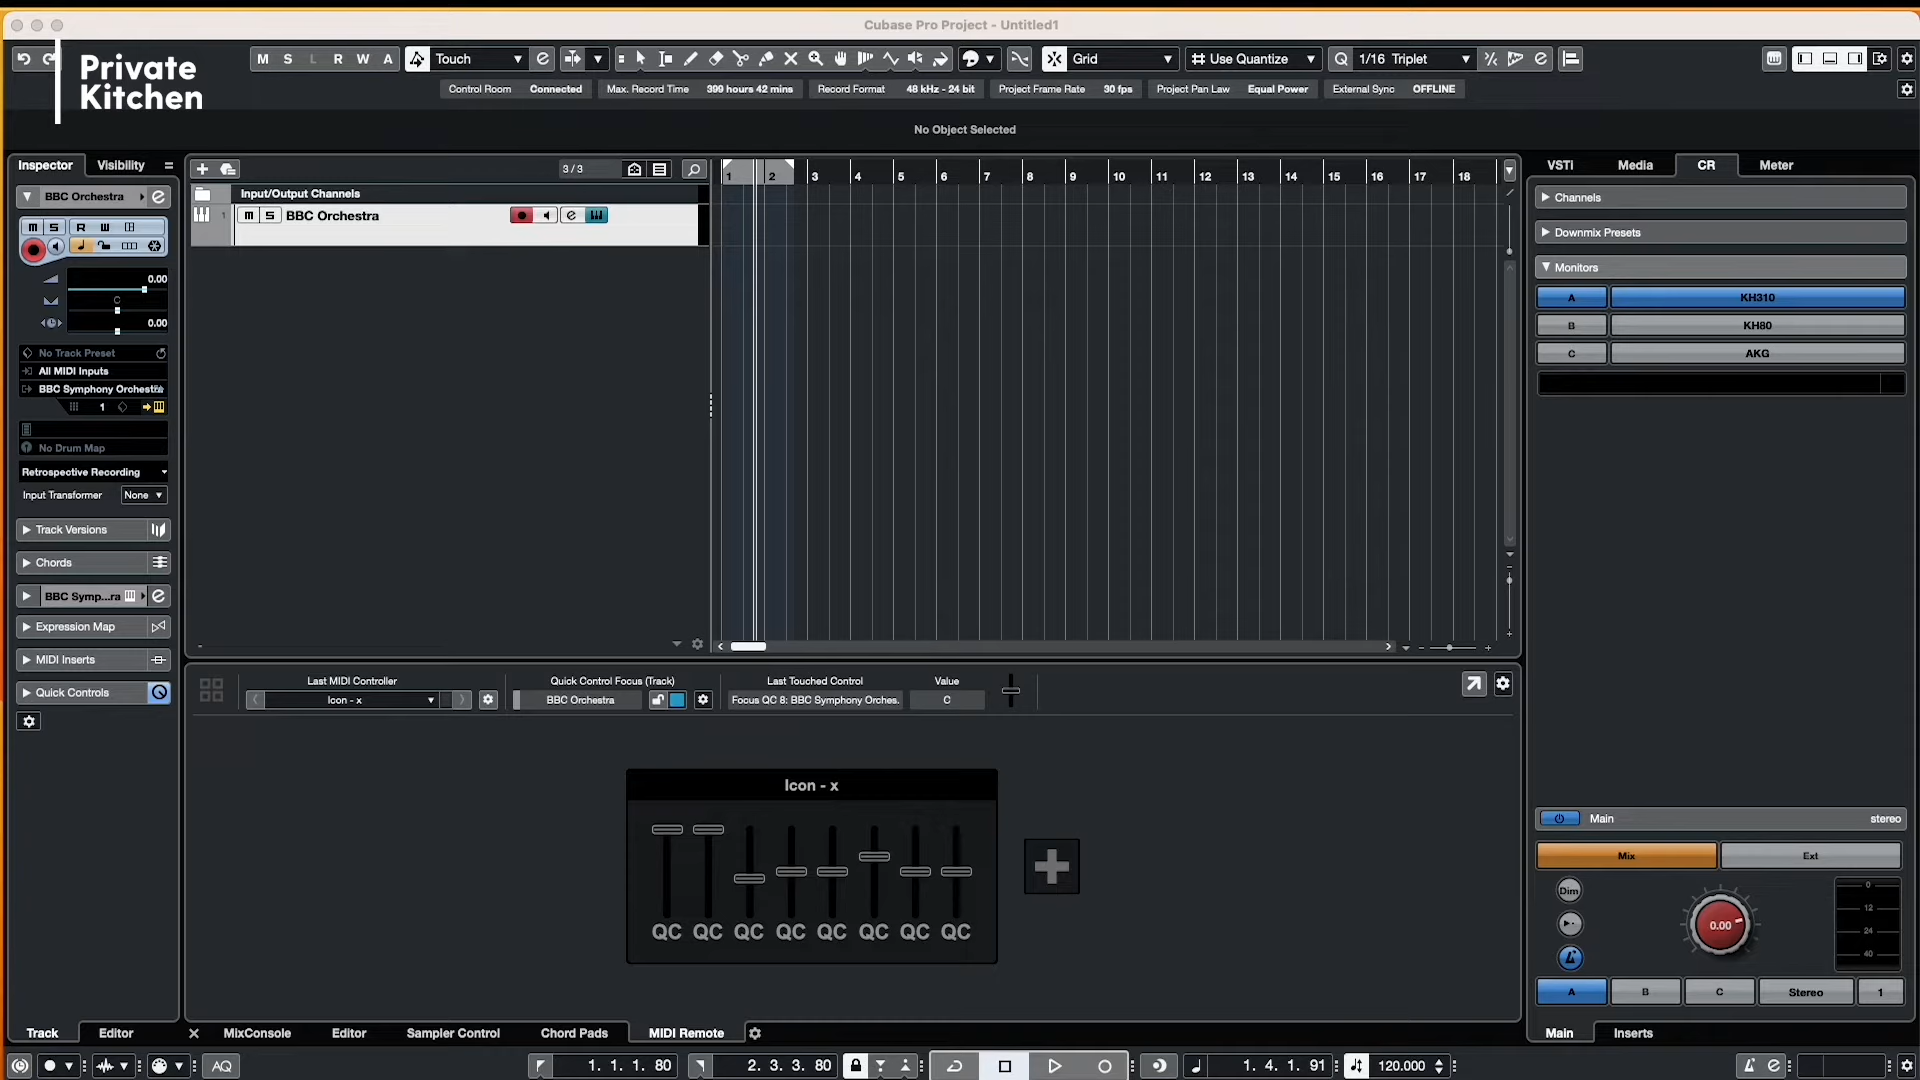 Cubase Pro Project - Untitled1
Private
Kitchen
M S L R W A Touch Grid Use Quantize Q 1/16 Triplet
Control Room Connected Max. Record Time 399 hours 42 mins Record Format 48 kHz - 24 bit Project Frame Rate 30 fps Project Pan Law Equal Power External Sync OFFLINE
No Object Selected
Inspector Visibility
3/3
1 2 3 4 5 6 7 8 9 10 11 12 13 14 15 16 17 18
VSTi Media CR Meter
BBC Orchestra
Input/Output Channels
1 m S BBC Orchestra
Channels
Downmix Presets
Monitors
A KH310
B KH80
C AKG
m S R W
0.00
C
0.00
No Track Preset
All MIDI Inputs
BBC Symphony Orchestra
1
No Drum Map
Retrospective Recording
Input Transformer None
Track Versions
Chords
BBC Symp...ra
Expression Map
MIDI Inserts
Quick Controls
Last MIDI Controller Quick Control Focus (Track) Last Touched Control Value
Icon - x BBC Orchestra Focus QC 8: BBC Symphony Orches. C
Icon - x
QC QC QC QC QC QC QC QC
Main stereo
Mix Ext
Dim
0.00
0
12
24
40
A B C Stereo 1
Track Editor MixConsole Editor Sampler Control Chord Pads MIDI Remote
Main Inserts
AQ 1. 1. 1. 80 2. 3. 3. 80 1. 4. 1. 91 120.000